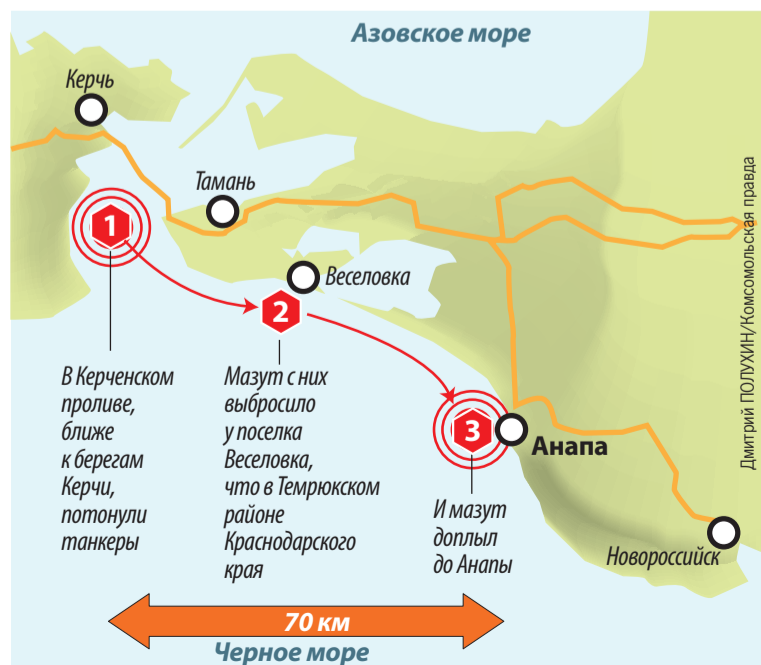 Азовское море
Керчь
Тамань
1
Веселовка
2
В Керченском
проливе,
ближе
к берегам
Керчи,
потонули
танкеры
Мазут с них
выбросило
у поселка
Веселовка,
что в Темрюкском
районе
Краснодарского
края
3
Анапа
И мазут
доплыл
до Анапы
Новороссийск
70 км
Черное море
Дмитрий ПОЛУХИН/Комсомольская правда